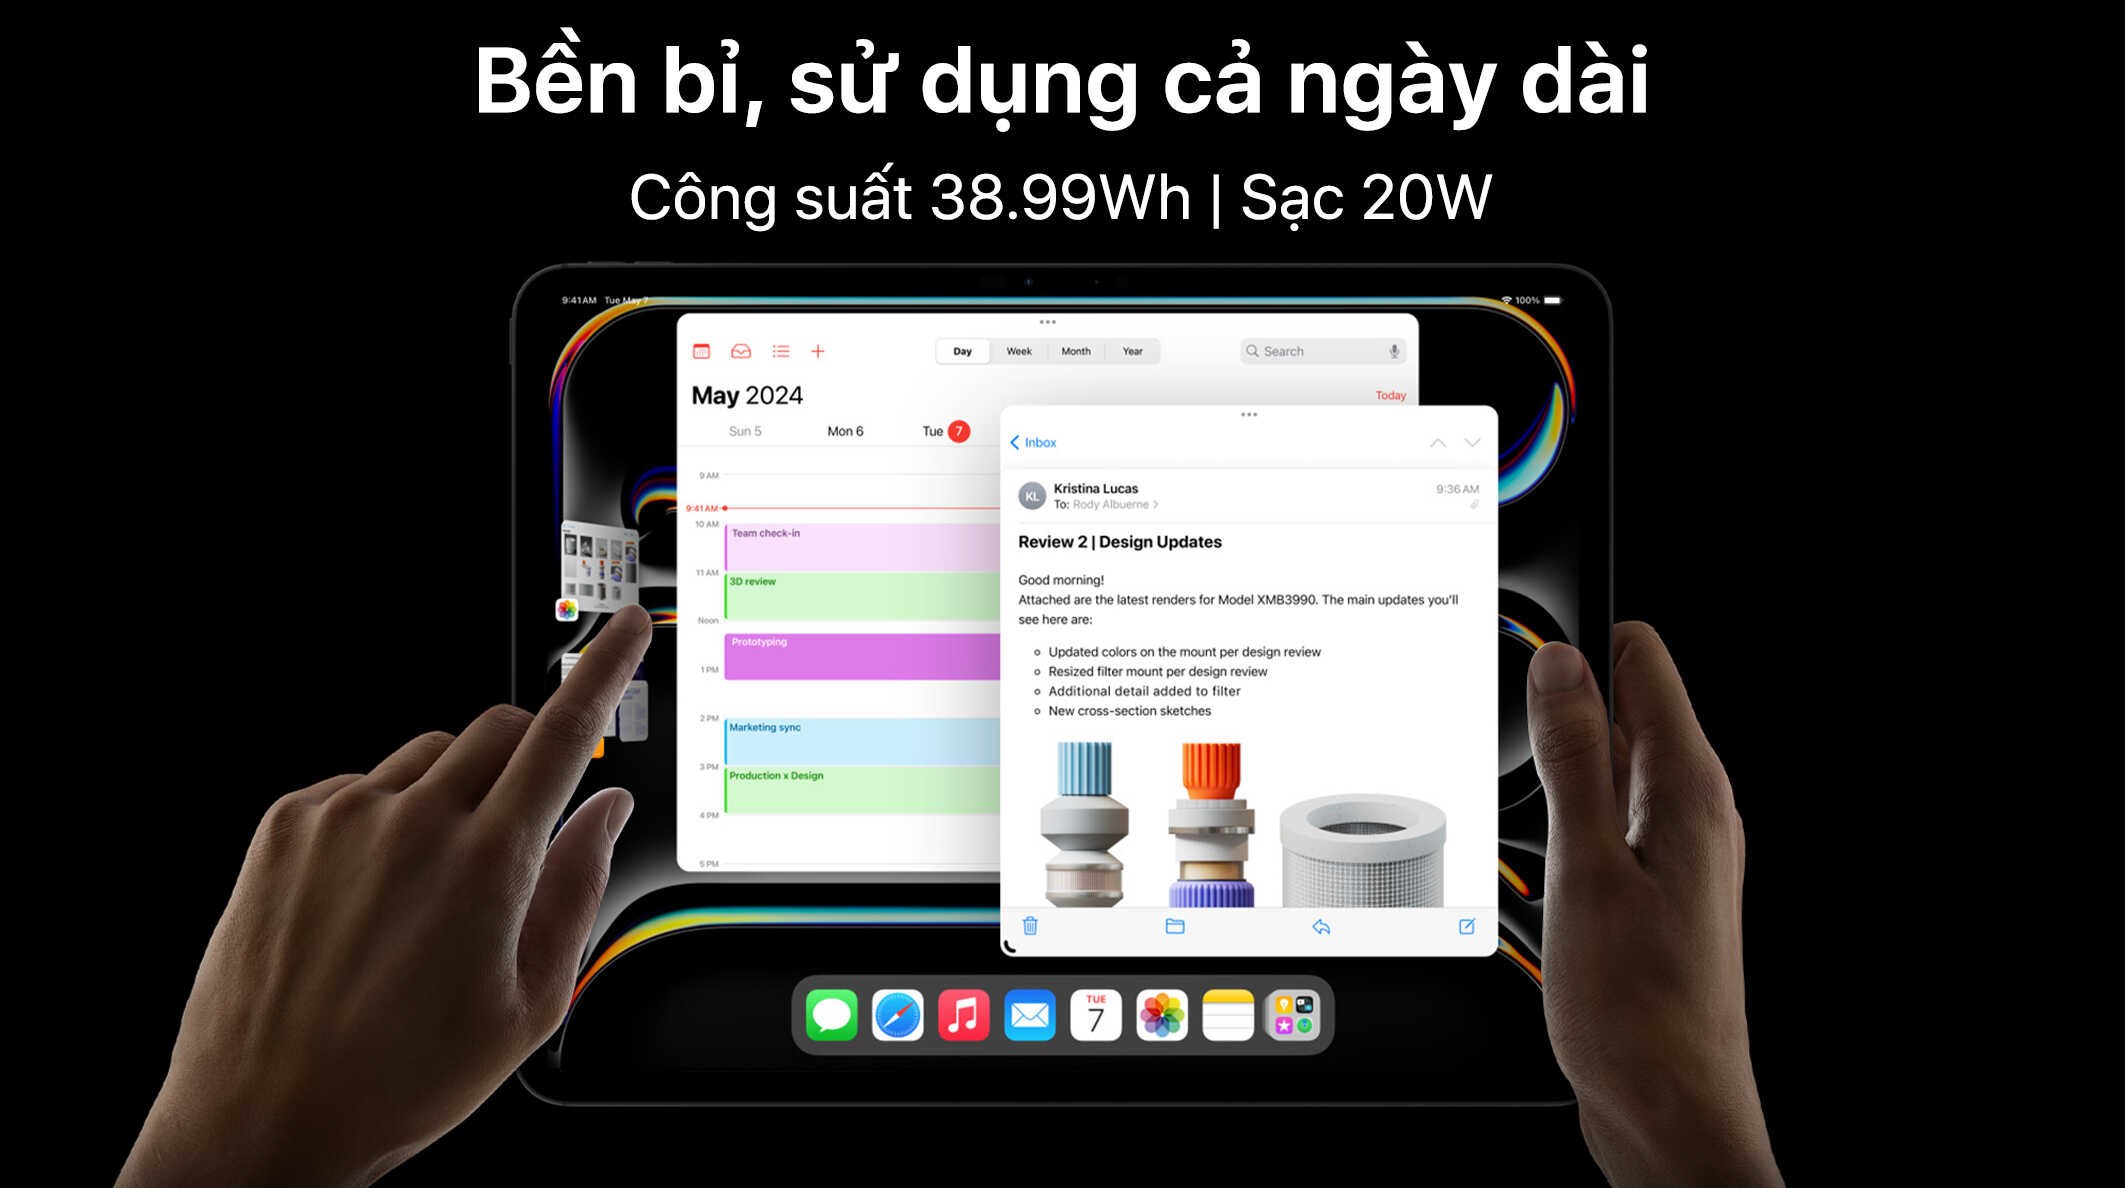 Bền bỉ, sử dụng cả ngày dài
Công suất 38.99Wh | Sạc 20W
9:41 AM Tue May 7
100%
Day Week Month Year
Search
May 2024
Today
Sun 5 Mon 6 Tue 7
9 AM
9:41 AM
10 AM
Team check-in
11 AM
3D review
Noon
Prototyping
1 PM
2 PM
Marketing sync
3 PM
Production x Design
4 PM
5 PM
Inbox
KL
Kristina Lucas
9:36 AM
To: Rody Albuerne
Review 2 | Design Updates
Good morning!
Attached are the latest renders for Model XMB3990. The main updates you'll
see here are:
Updated colors on the mount per design review
Resized filter mount per design review
Additional detail added to filter
New cross-section sketches
TUE
7